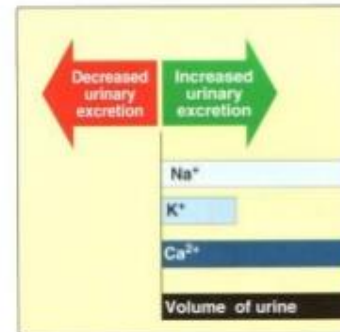 Decreased
urinary
excretion
Increased
urinary
excretion
Na⁺
K⁺
Ca²⁺
Volume of urine